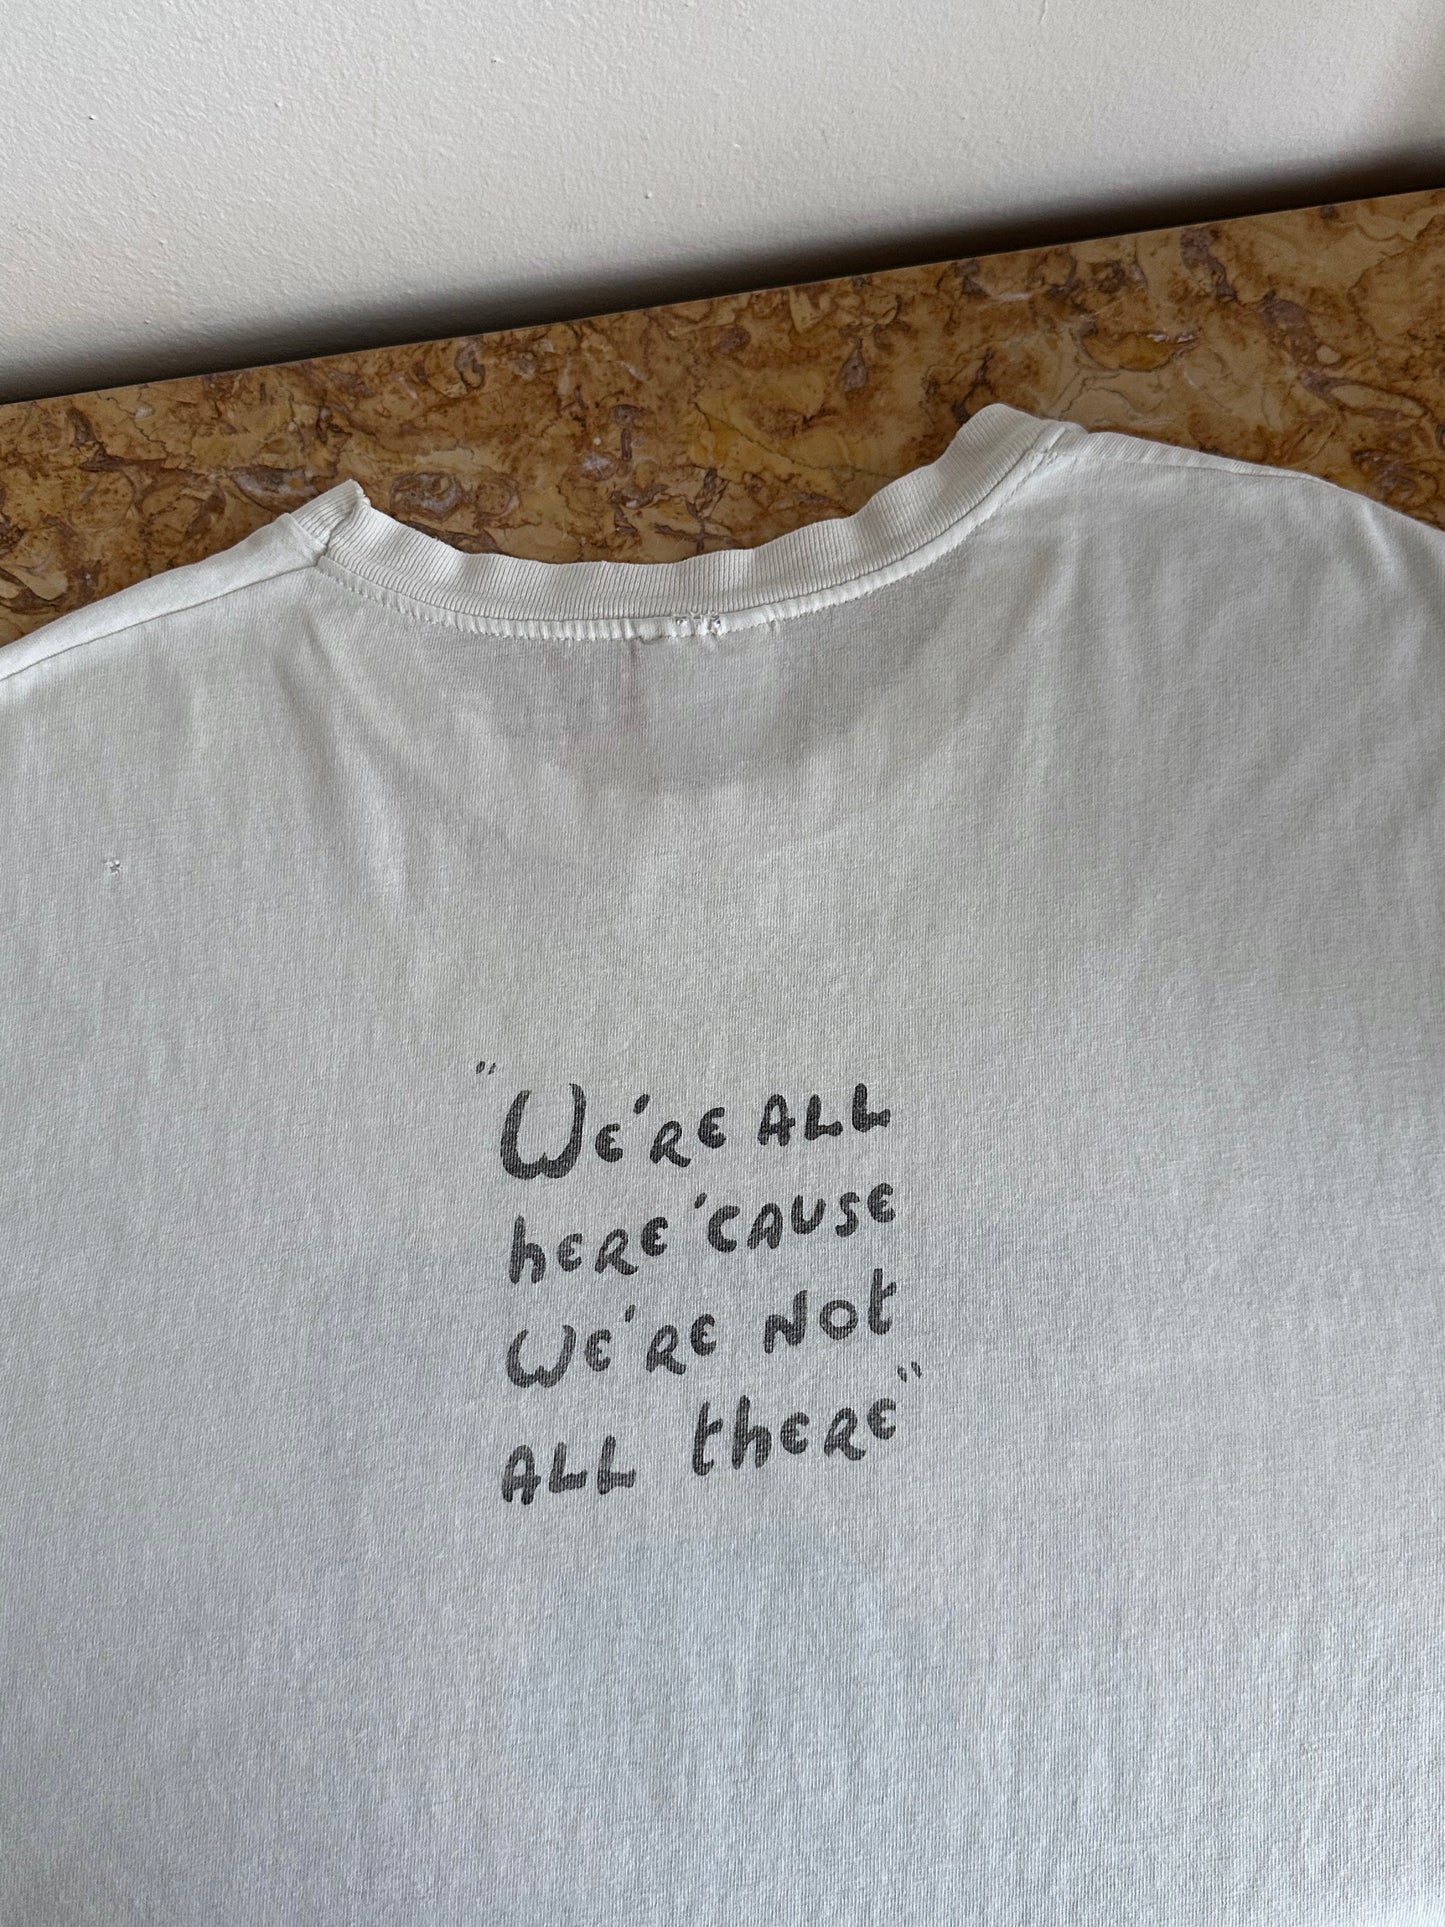 "WE'RE ALL
hERE 'CAUSE
WE'RE NOt
ALL thERE"